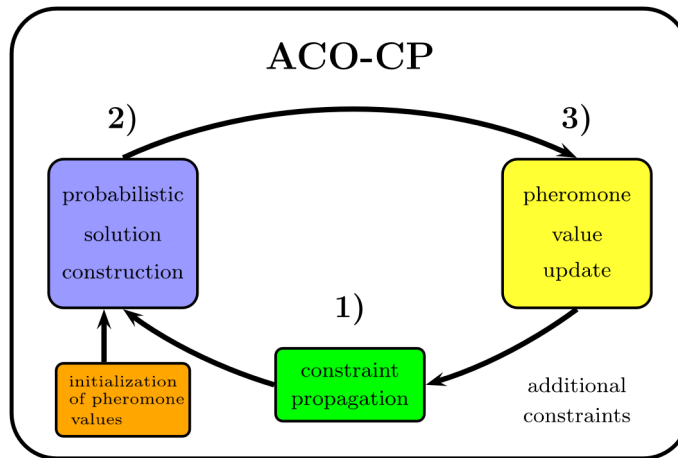 ACO-CP
2)
3)
probabilistic
solution
construction
pheromone
value
update
1)
constraint
propagation
initialization
of pheromone
values
additional
constraints